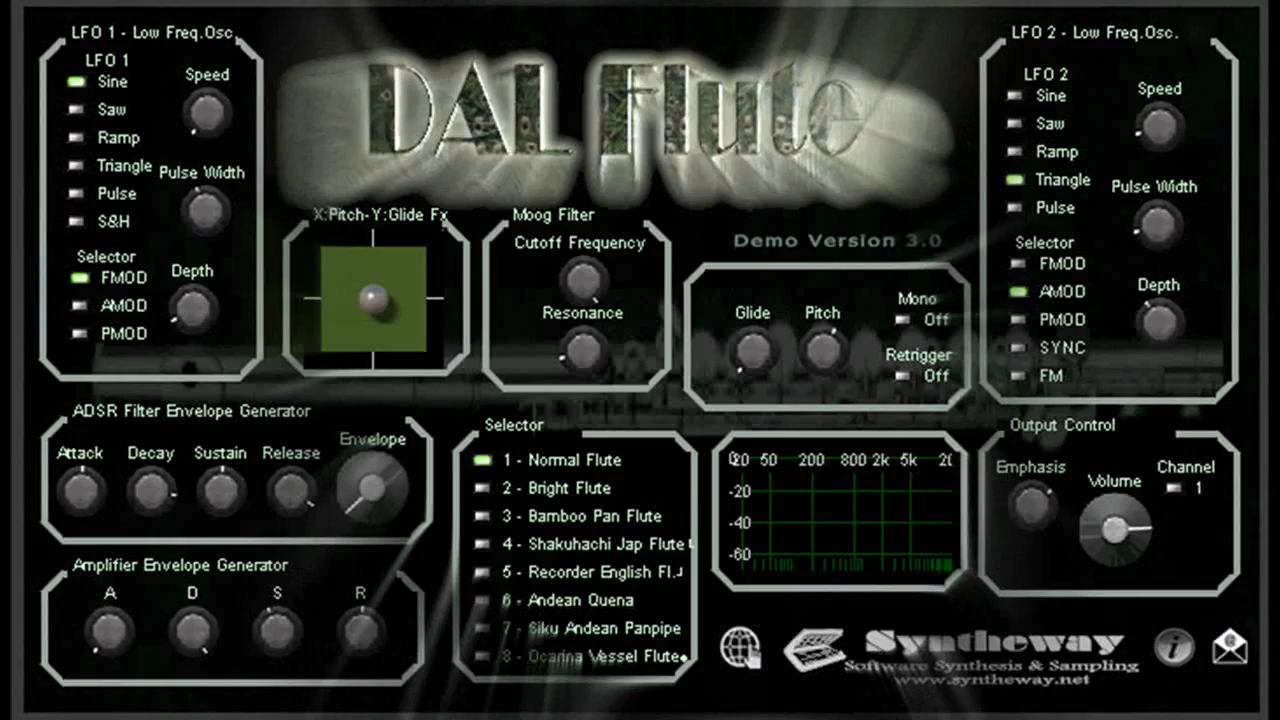 LFO 1 - Low Freq.Osc.
LFO 1
Sine
Saw
Ramp
Triangle
Pulse
S&H
Speed
Pulse Width
Selector
FMOD
AMOD
PMOD
Depth
DAL Flute
X:Pitch-Y:Glide Fx
Moog Filter
Cutoff Frequency
Resonance
Demo Version 3.0
Glide
Pitch
Mono
Off
Retrigger
Off
LFO 2 - Low Freq.Osc.
LFO 2
Sine
Saw
Ramp
Triangle
Pulse
Speed
Pulse Width
Selector
FMOD
AMOD
PMOD
SYNC
FM
Depth
ADSR Filter Envelope Generator
Attack Decay Sustain Release Envelope
Amplifier Envelope Generator
A D S R
Selector
1 - Normal Flute
2 - Bright Flute
3 - Bamboo Pan Flute
4 - Shakuhachi Jap Flute
5 - Recorder English Fl.
6 - Andean Quena
7 - Siku Andean Panpipe
8 - Ocarina Vessel Flute
0 20 50 200 800 2k 5k
-20
-40
-60
Output Control
Emphasis
Volume
Channel
1
Syntheway
Software Synthesis & Sampling
www.syntheway.net